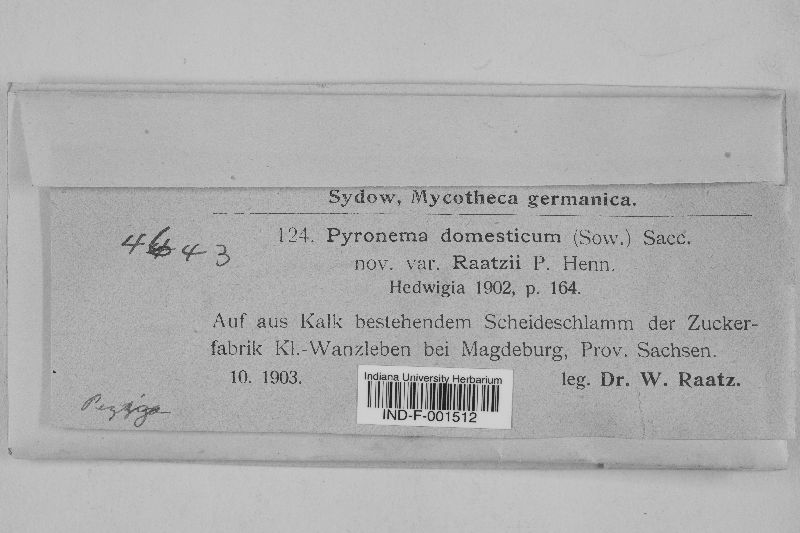 Sydow, Mycotheca germanica.
4643
124. Pyronema domesticum (Sow.) Sacc.
nov. var. Raatzii P. Henn.
Hedwigia 1902, p. 164.
Auf aus Kalk bestehendem Scheideschlamm der Zucker-
fabrik Kl.-Wanzleben bei Magdeburg, Prov. Sachsen.
10. 1903.
leg. Dr. W. Raatz.
Peziza
Indiana University Herbarium
IND-F-001512